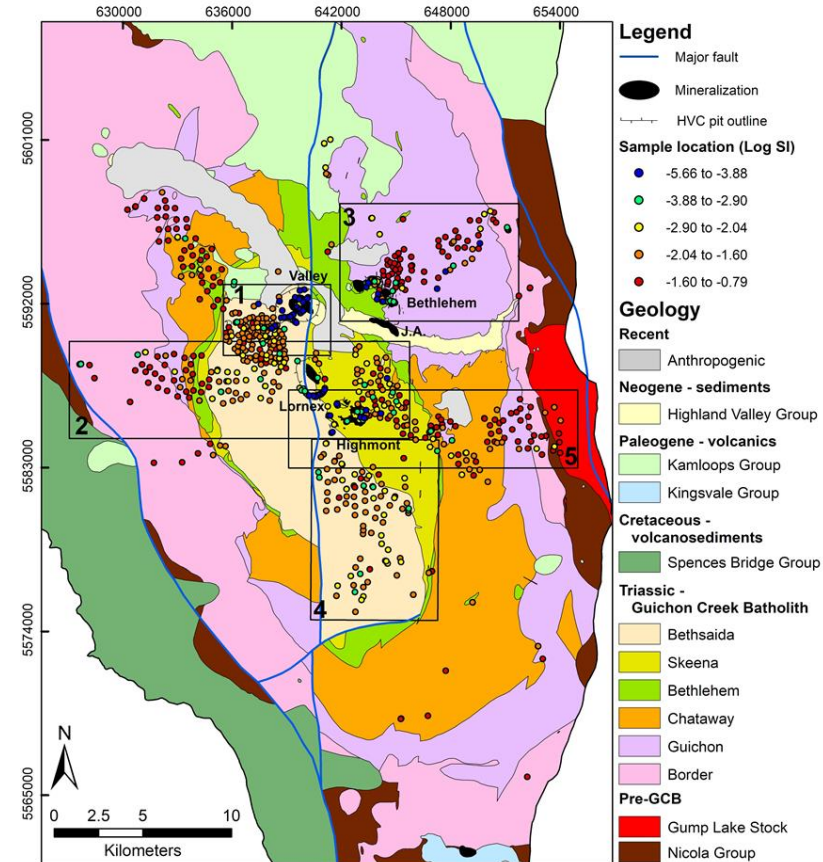 630000 636000 642000 648000 654000
5601000
5592000
5583000
5574000
5565000
3
Valley
1
Bethlehem
J.A.
Lornex
2
Highmont
5
4
N
0 2.5 5 10
Kilometers
Legend
Major fault
Mineralization
HVC pit outline
Sample location (Log SI)
-5.66 to -3.88
-3.88 to -2.90
-2.90 to -2.04
-2.04 to -1.60
-1.60 to -0.79
Geology
Recent
Anthropogenic
Neogene - sediments
Highland Valley Group
Paleogene - volcanics
Kamloops Group
Kingsvale Group
Cretaceous -
volcanosediments
Spences Bridge Group
Triassic -
Guichon Creek Batholith
Bethsaida
Skeena
Bethlehem
Chataway
Guichon
Border
Pre-GCB
Gump Lake Stock
Nicola Group